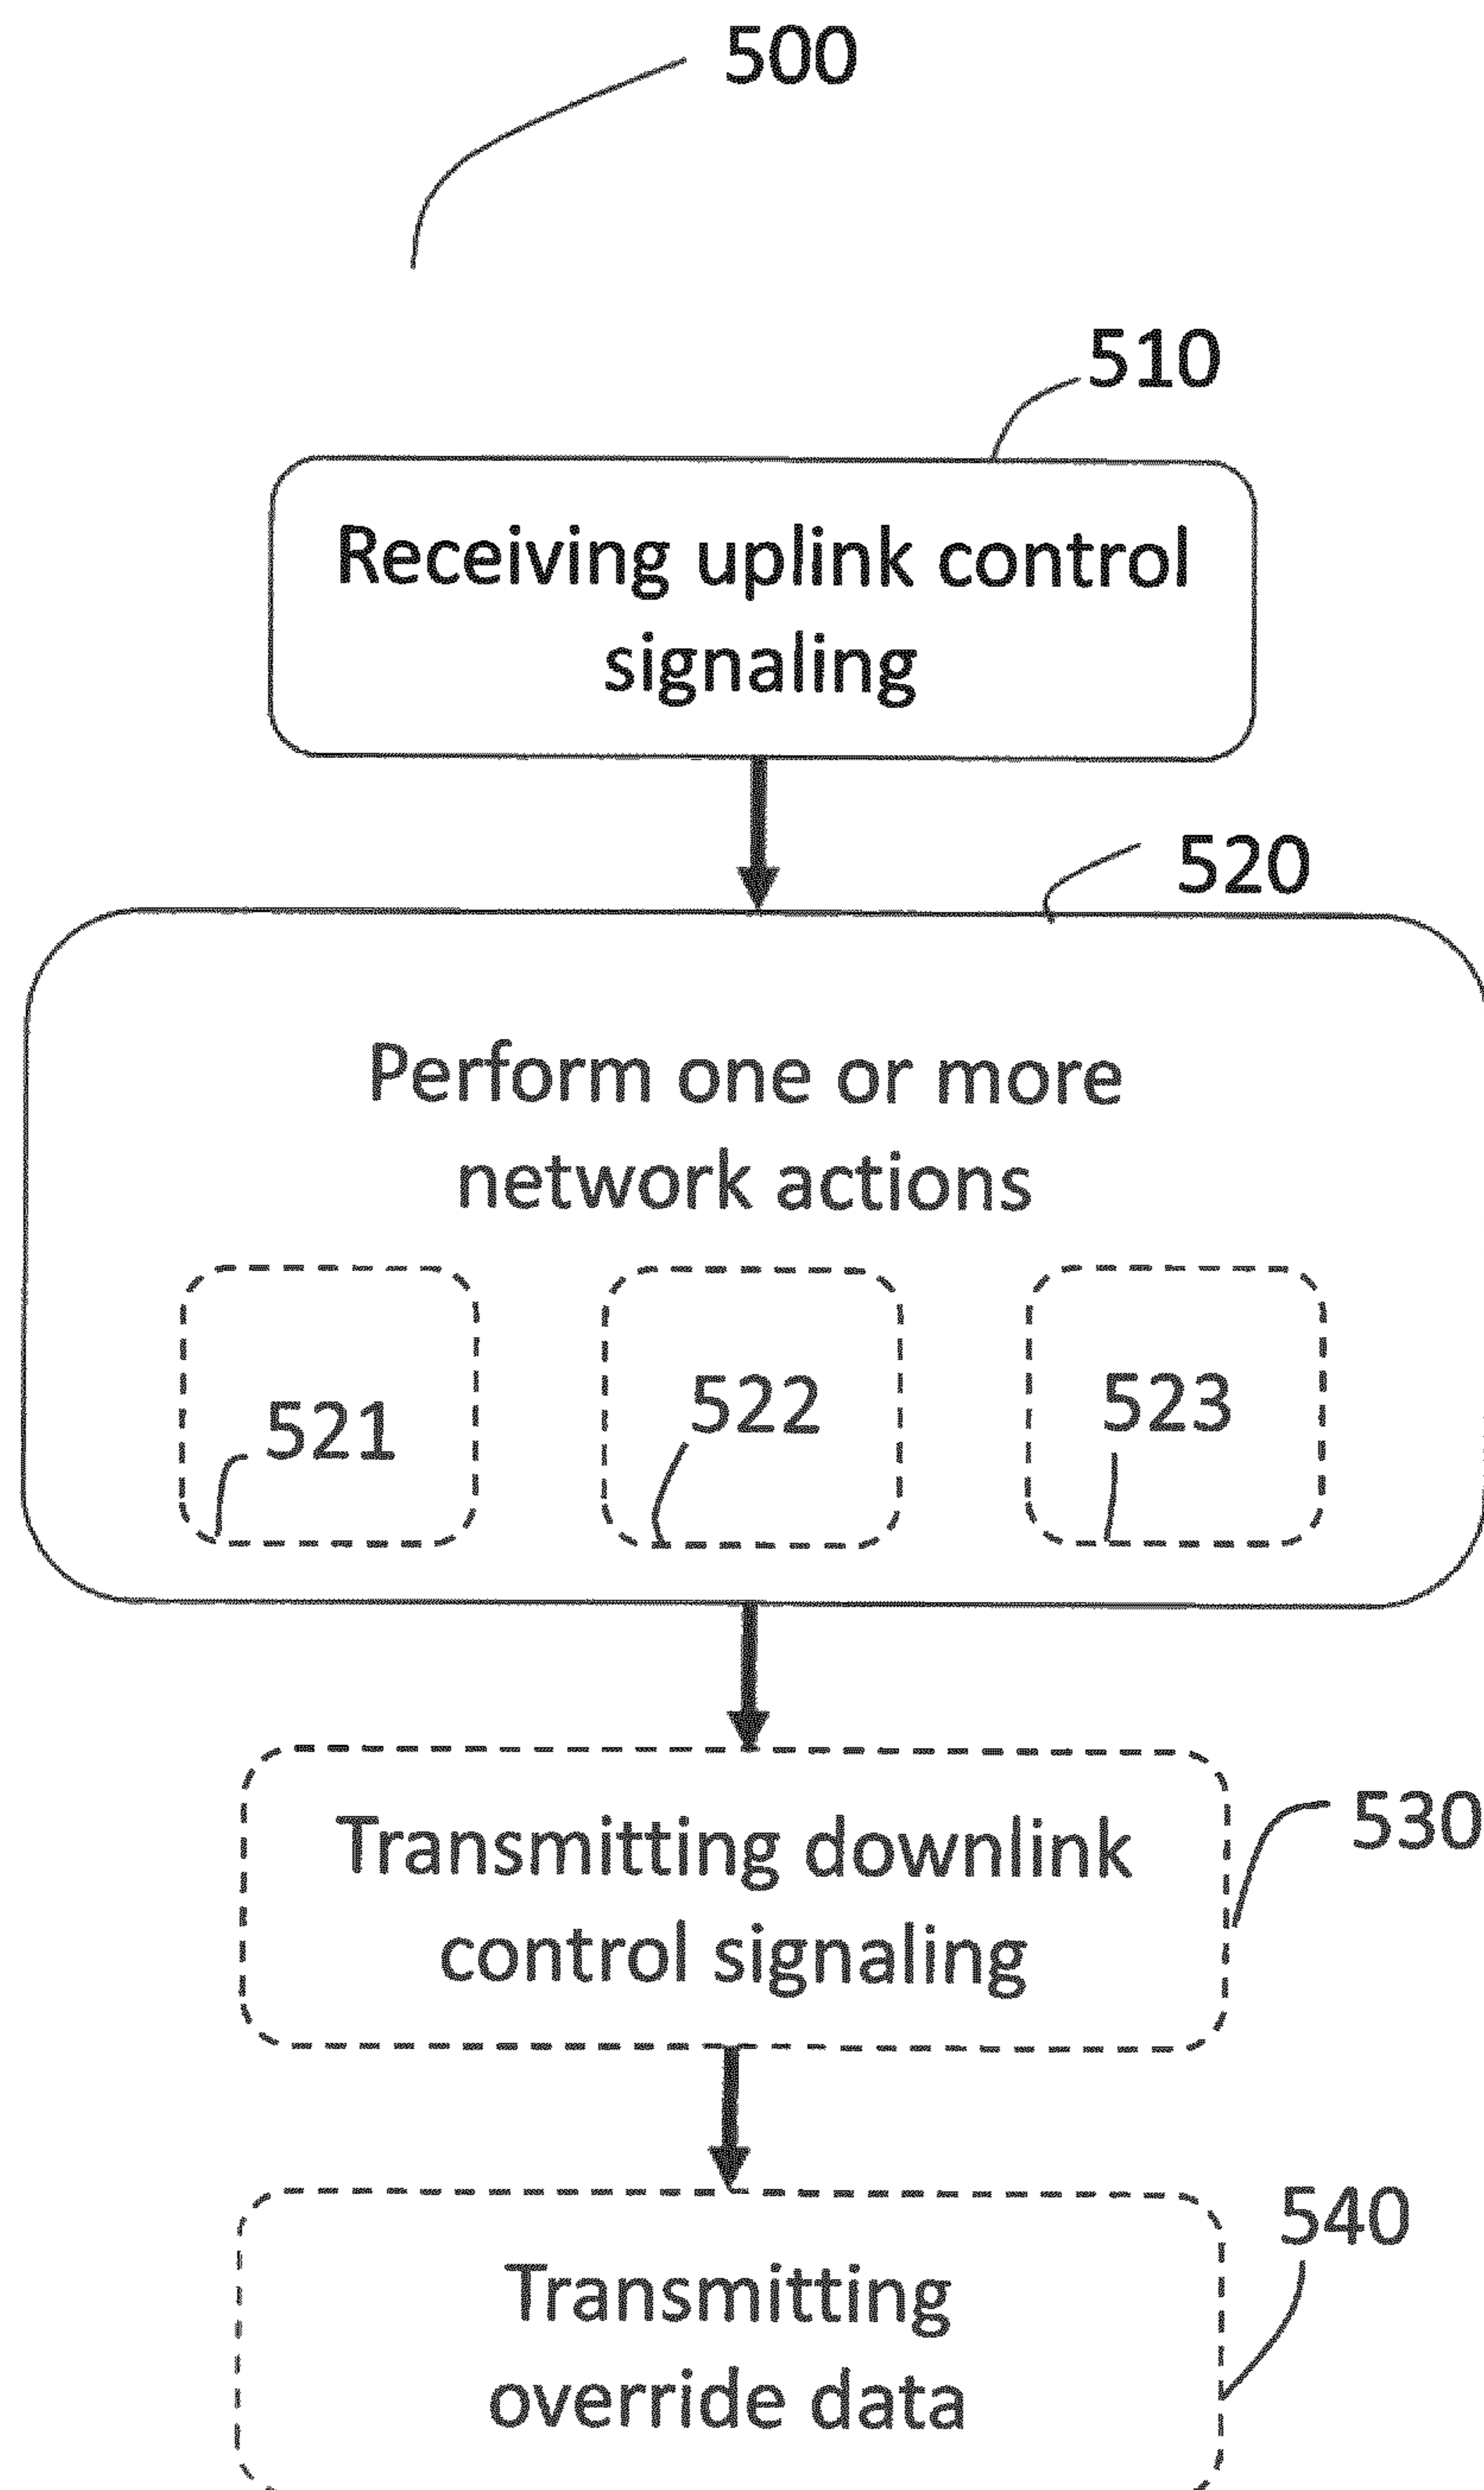 500
510
Receiving uplink control
signaling
520
Perform one or more
network actions
521
522
523
Transmitting downlink
control signaling
530
Transmitting
override data
540